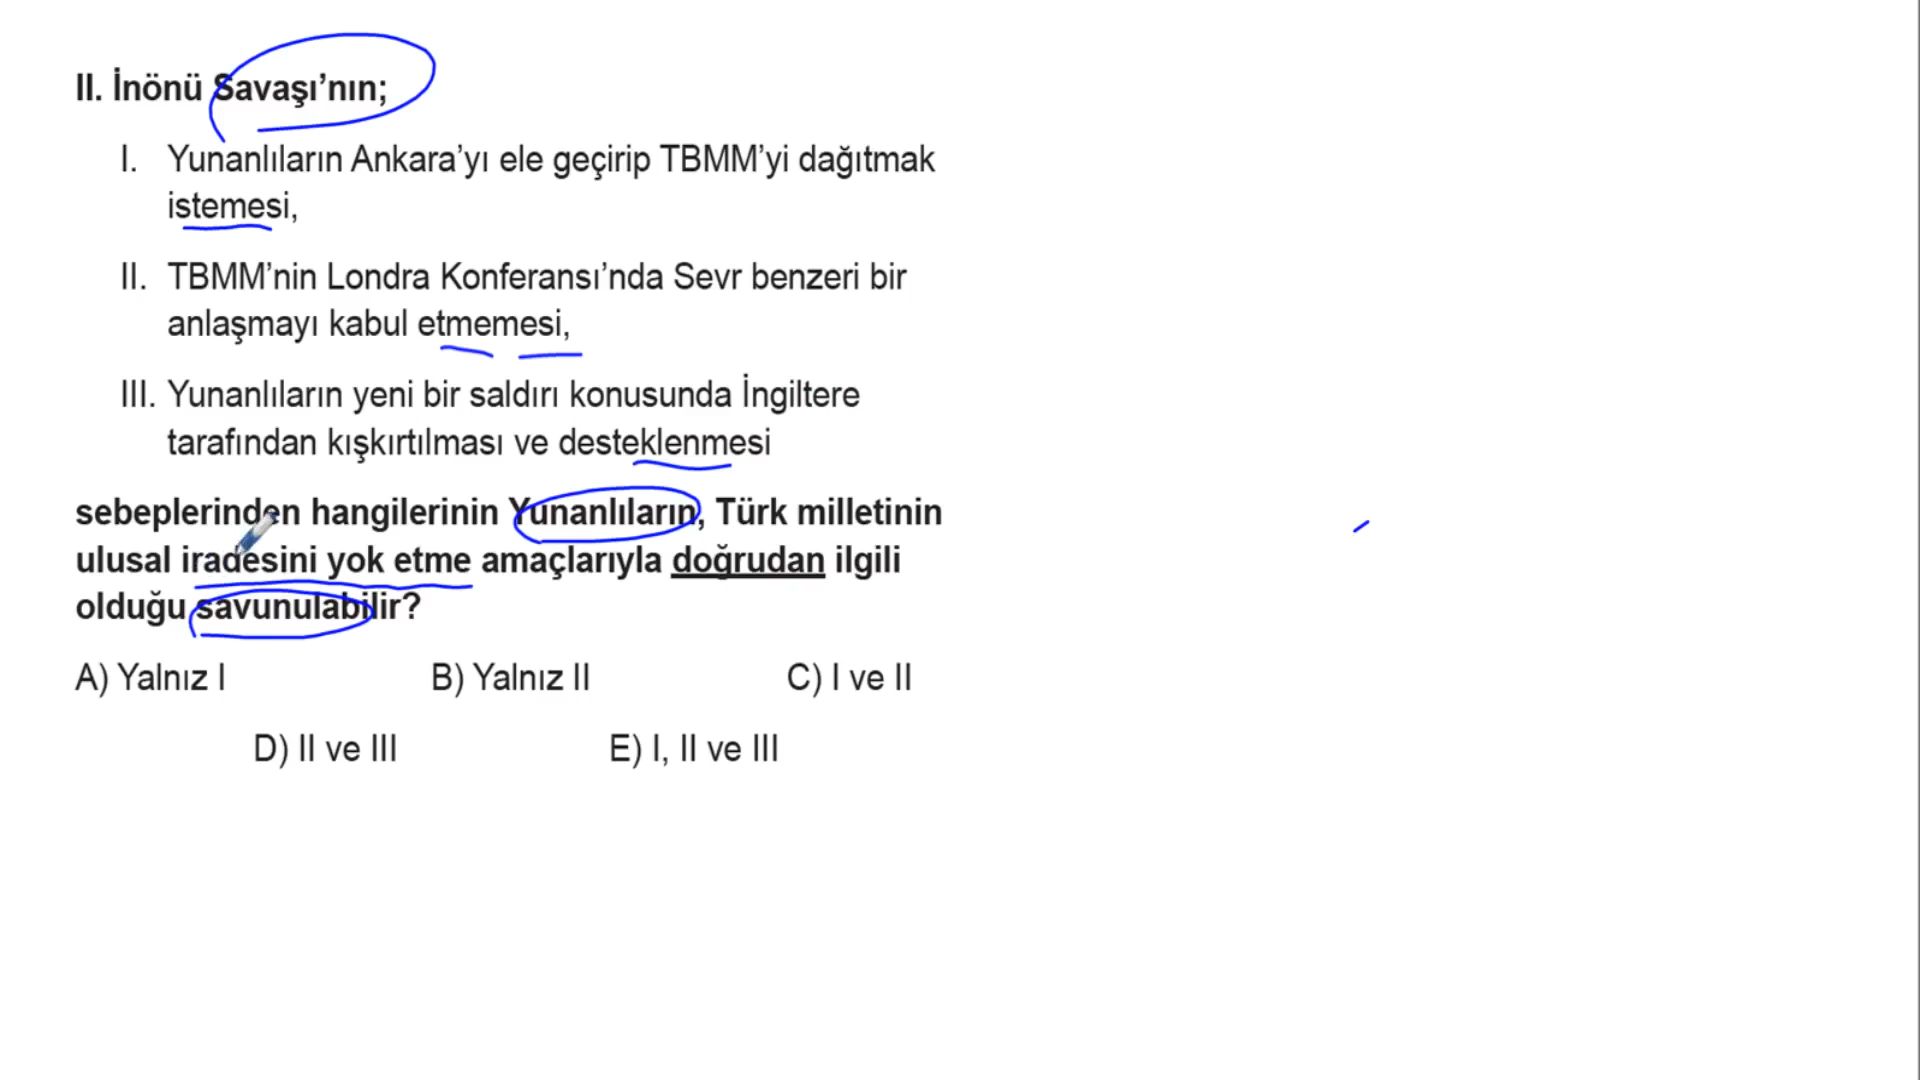 II. İnönü Savaşı’nın;
I. Yunanlıların Ankara’yı ele geçirip TBMM’yi dağıtmak
istemesi,
II. TBMM’nin Londra Konferansı’nda Sevr benzeri bir
anlaşmayı kabul etmemesi,
III. Yunanlıların yeni bir saldırı konusunda İngiltere
tarafından kışkırtılması ve desteklenmesi
sebeplerinden hangilerinin Yunanlıların, Türk milletinin
ulusal iradesini yok etme amaçlarıyla doğrudan ilgili
olduğu savunulabilir?
A) Yalnız I B) Yalnız II C) I ve II
D) II ve III E) I, II ve III